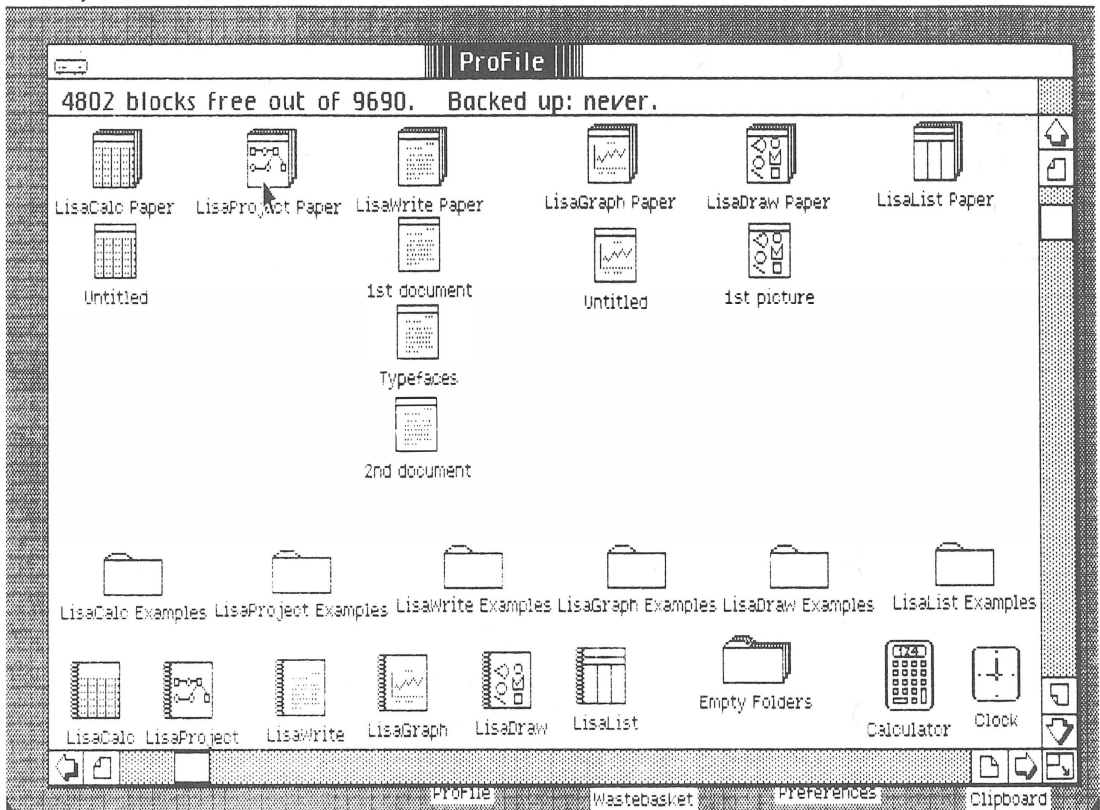 ProFile
4802 blocks free out of 9690. Backed up: never.
LisaCalc Paper LisaProject Paper LisaWrite Paper LisaGraph Paper LisaDraw Paper LisaList Paper
Untitled 1st document Untitled 1st picture
Typefaces
2nd document
LisaCalc Examples LisaProject Examples LisaWrite Examples LisaGraph Examples LisaDraw Examples LisaList Examples
124
LisaCalc LisaProject LisaWrite LisaGraph LisaDraw LisaList Empty Folders Calculator Clock
ProFile Wastebasket Preferences Clipboard